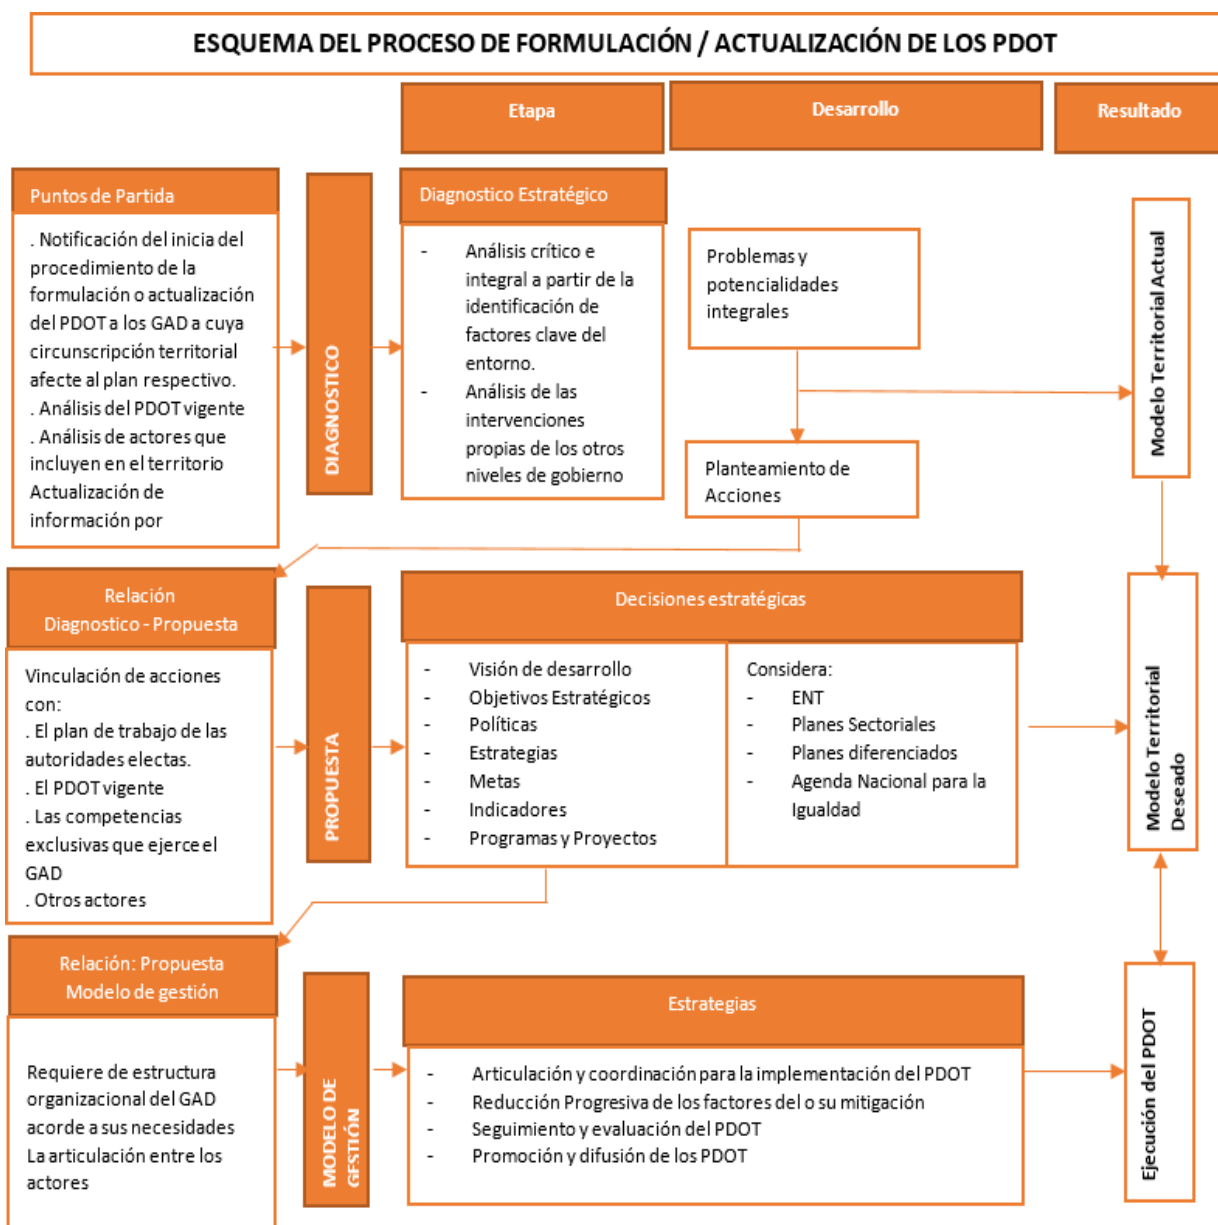 ESQUEMA DEL PROCESO DE FORMULACIÓN / ACTUALIZACIÓN DE LOS PDOT
Etapa
Desarrollo
Resultado
Puntos de Partida
. Notificación del inicia del
procedimiento de la
formulación o actualización
del PDOT a los GAD a cuya
circunscripción territorial
afecte al plan respectivo.
. Análisis del PDOT vigente
. Análisis de actores que
incluyen en el territorio
Actualización de
información por
DIAGNOSTICO
Diagnostico Estratégico
- Análisis crítico e
integral a partir de la
identificación de
factores clave del
entorno.
- Análisis de las
intervenciones
propias de los otros
niveles de gobierno
Problemas y
potencialidades
integrales
Planteamiento de
Acciones
Modelo Territorial Actual
Relación
Diagnostico - Propuesta
Vinculación de acciones
con:
. El plan de trabajo de las
autoridades electas.
. El PDOT vigente
. Las competencias
exclusivas que ejerce el
GAD
. Otros actores
PROPUESTA
Decisiones estratégicas
- Visión de desarrollo
- Objetivos Estratégicos
- Políticas
- Estrategias
- Metas
- Indicadores
- Programas y Proyectos
Considera:
- ENT
- Planes Sectoriales
- Planes diferenciados
- Agenda Nacional para la
Igualdad
Modelo Territorial
Deseado
Relación: Propuesta
Modelo de gestión
Requiere de estructura
organizacional del GAD
acorde a sus necesidades
La articulación entre los
actores
MODELO DE
GESTIÓN
Estrategias
- Articulación y coordinación para la implementación del PDOT
- Reducción Progresiva de los factores del o su mitigación
- Seguimiento y evaluación del PDOT
- Promoción y difusión de los PDOT
Ejecución del PDOT